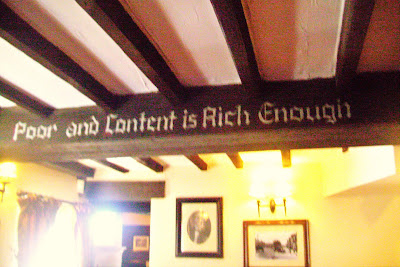 Poor and Content is Rich Enough